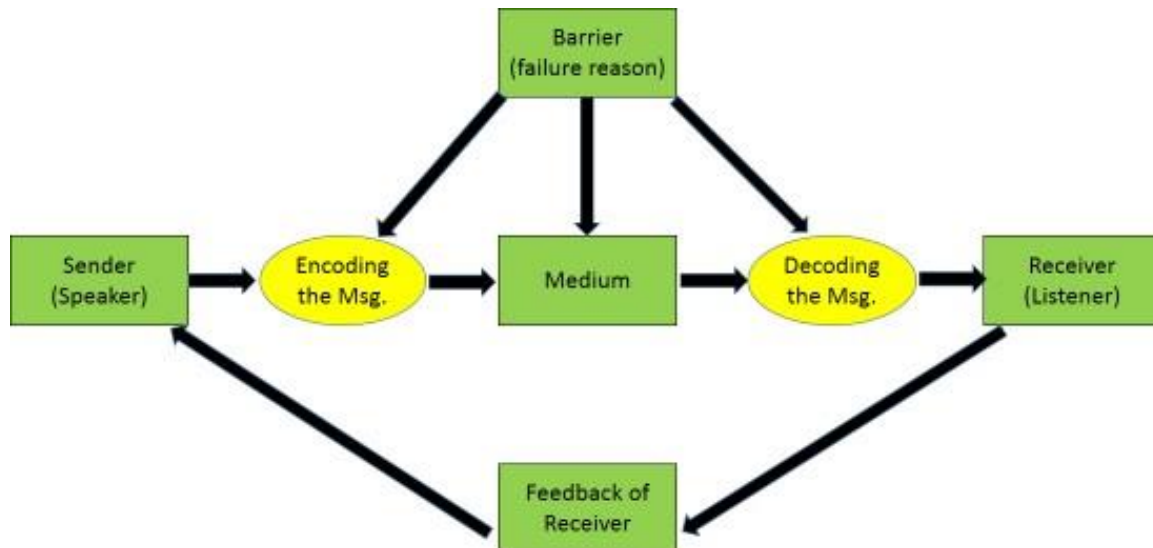 Barrier
(failure reason)
Sender
(Speaker)
Encoding
the Msg.
Medium
Decoding
the Msg.
Receiver
(Listener)
Feedback of
Receiver